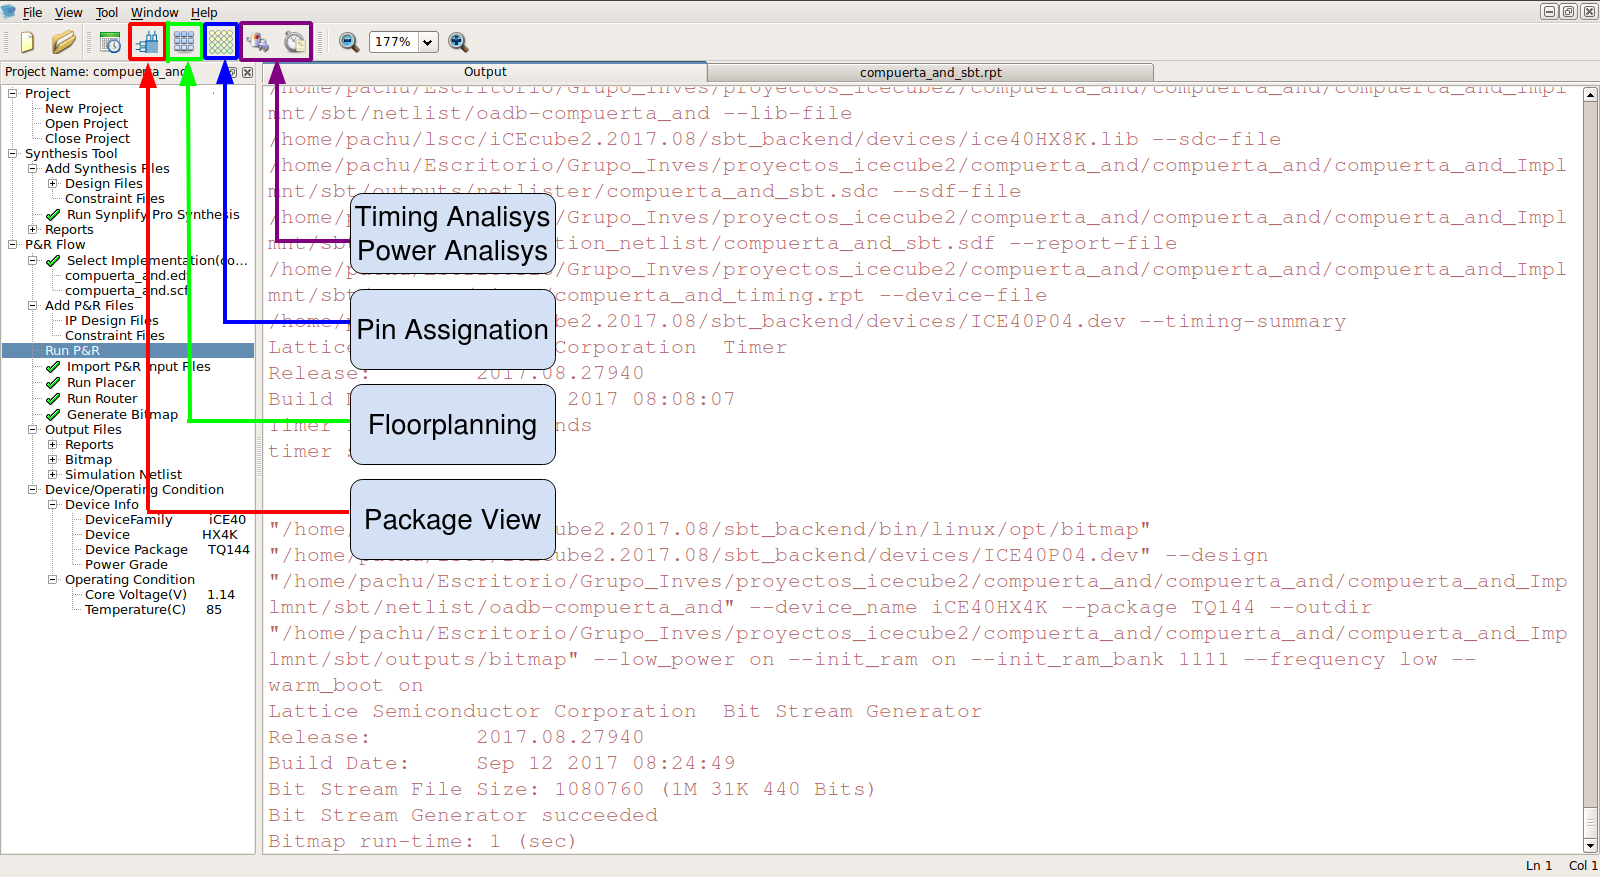 File View Tool Window Help
177%
Project Name: compuerta_and
Output
compuerta_and_sbt.rpt
Project
New Project
Open Project
Close Project
Synthesis Tool
Add Synthesis Files
Design Files
Constraint Files
Run Synplify Pro Synthesis
Reports
P&R Flow
Select Implementation(co...
compuerta_and.ed
compuerta_and.scf
Add P&R Files
IP Design Files
Constraint Files
Run P&R
Import P&R Input Files
Run Placer
Run Router
Generate Bitmap
Output Files
Reports
Bitmap
Simulation Netlist
Device/Operating Condition
Device Info
DeviceFamily iCE40
Device HX4K
Device Package TQ144
Power Grade
Operating Condition
Core Voltage(V) 1.14
Temperature(C) 85
/home/pachu/Escritorio/Grupo_Inves/proyectos_icecube2/compuerta_and/compuerta_and/compuerta_and_Impl
mnt/sbt/netlist/oadb-compuerta_and --lib-file
/home/pachu/lscc/iCEcube2.2017.08/sbt_backend/devices/ice40HX8K.lib --sdc-file
/home/pachu/Escritorio/Grupo_Inves/proyectos_icecube2/compuerta_and/compuerta_and/compuerta_and_Impl
mnt/sbt/outputs/netlister/compuerta_and_sbt.sdc --sdf-file
/home/p Grupo_Inves/proyectos_icecube2/compuerta_and/compuerta_and/compuerta_and_Impl
mnt/sb tion_netlist/compuerta_and_sbt.sdf --report-file
/home/pachu/Escritorio/Grupo_Inves/proyectos_icecube2/compuerta_and/compuerta_and/compuerta_and_Impl
mnt/sbt /compuerta_and_timing.rpt --device-file
/home/p be2.2017.08/sbt_backend/devices/ICE40P04.dev --timing-summary
Lattice Corporation Timer
Release: 2017.08.27940
Build 2017 08:08:07
Timer nds
timer s
"/home/ ube2.2017.08/sbt_backend/bin/linux/opt/bitmap"
"/home/ ube2.2017.08/sbt_backend/devices/ICE40P04.dev" --design
"/home/pachu/Escritorio/Grupo_Inves/proyectos_icecube2/compuerta_and/compuerta_and/compuerta_and_Imp
lmnt/sbt/netlist/oadb-compuerta_and" --device_name iCE40HX4K --package TQ144 --outdir
"/home/pachu/Escritorio/Grupo_Inves/proyectos_icecube2/compuerta_and/compuerta_and/compuerta_and_Imp
lmnt/sbt/outputs/bitmap" --low_power on --init_ram on --init_ram_bank 1111 --frequency low --
warm_boot on
Lattice Semiconductor Corporation Bit Stream Generator
Release: 2017.08.27940
Build Date: Sep 12 2017 08:24:49
Bit Stream File Size: 1080760 (1M 31K 440 Bits)
Bit Stream Generator succeeded
Bitmap run-time: 1 (sec)
Timing Analisys
Power Analisys
Pin Assignation
Floorplanning
Package View
Ln 1 Col 1